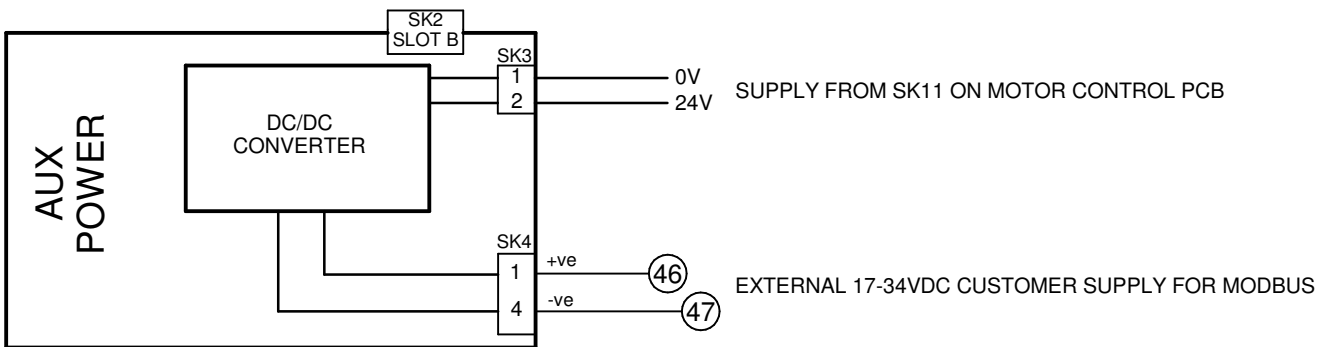 SK2
SLOT B
SK3
1
0V
SUPPLY FROM SK11 ON MOTOR CONTROL PCB
2
24V
DC/DC
CONVERTER
AUX
POWER
SK4
1
+ve
46
EXTERNAL 17-34VDC CUSTOMER SUPPLY FOR MODBUS
4
-ve
47